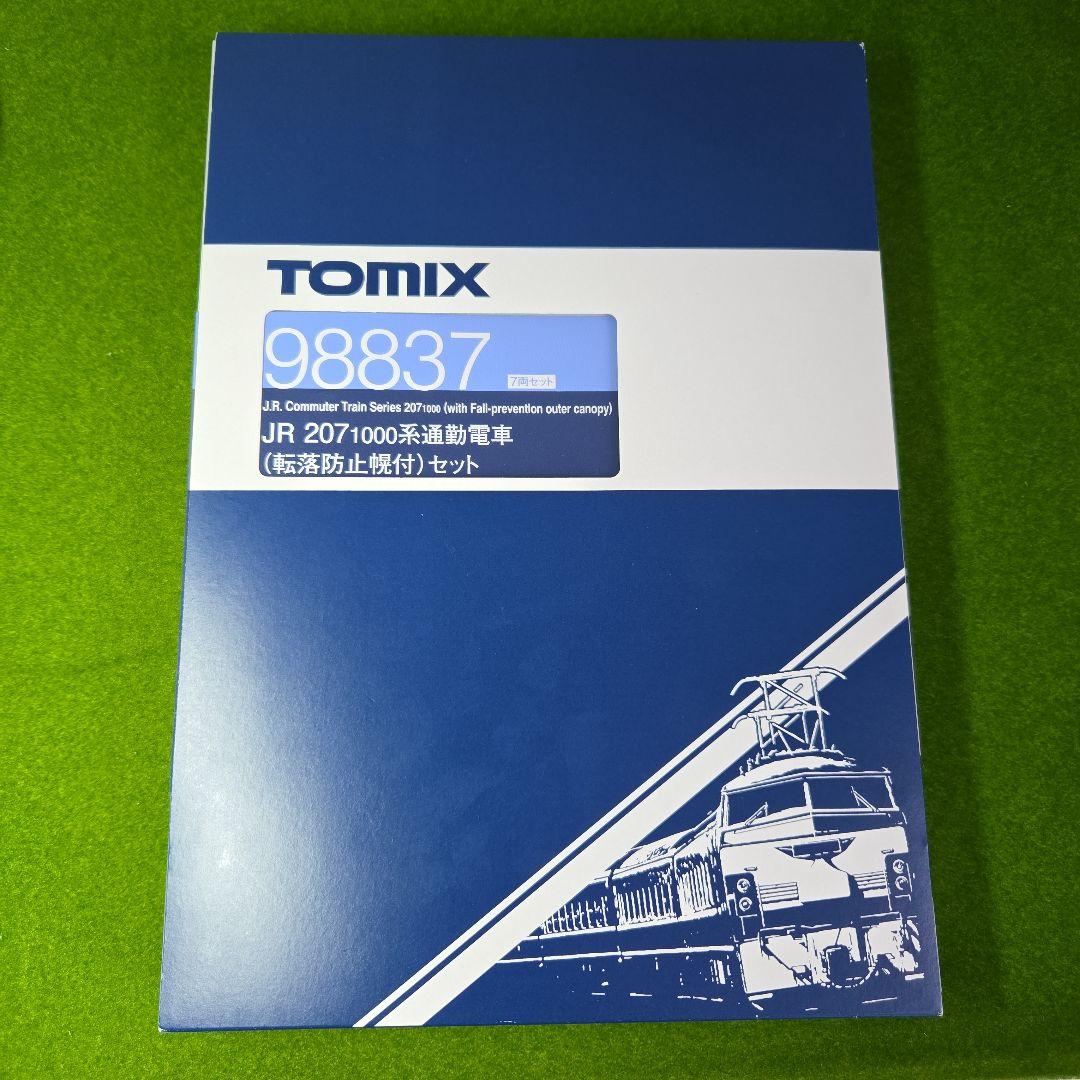 TOMIX
98837 7両セット
J.R. Commuter Train Series 2071000 (with Fall-prevention outer canopy)
JR 2071000系通勤電車
(転落防止幌付)セット